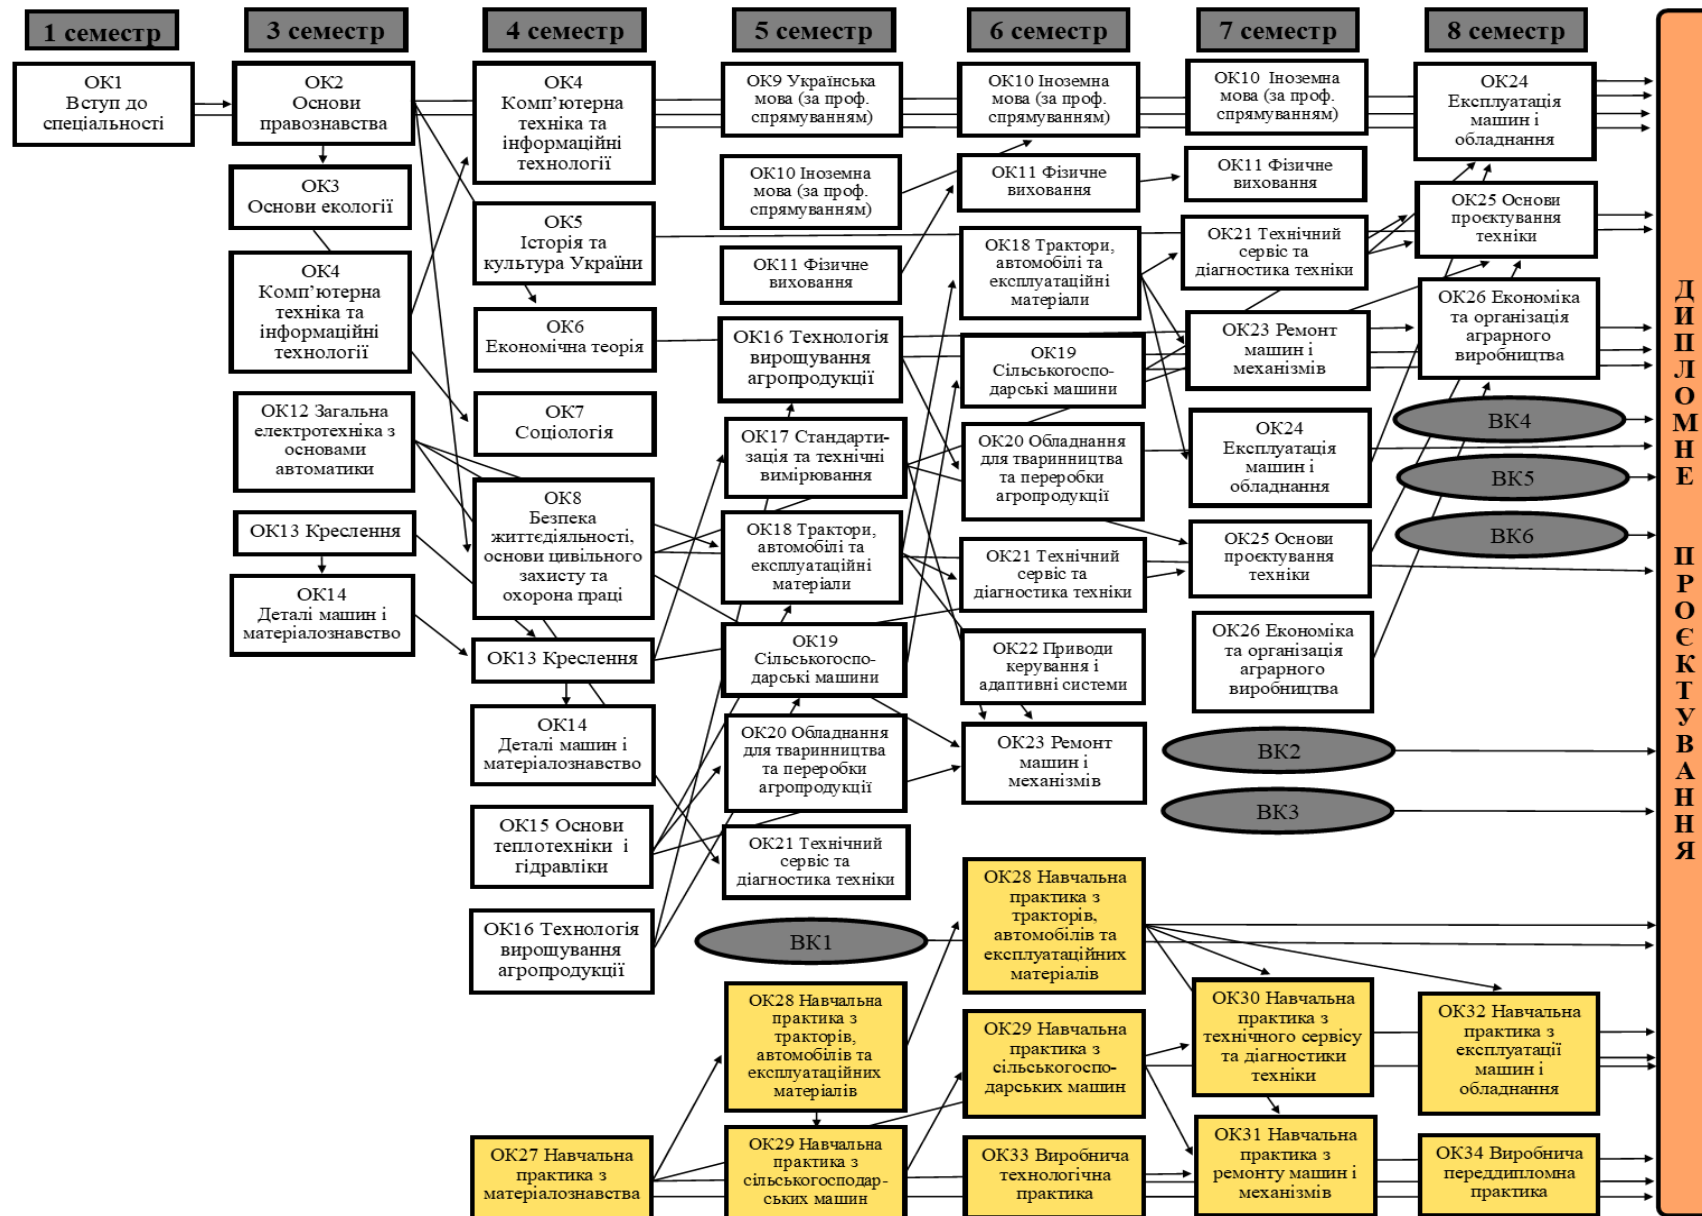 1 семестр
ОК1
Вступ до
спеціальності
3 семестр
ОК2
Основи
правознавства
ОК3
Основи екології
ОК4
Комп’ютерна
техніка та
інформаційні
технології
ОК12 Загальна
електротехніка з
основами
автоматики
ОК13 Креслення
ОК14
Деталі машин і
матеріалознавство
4 семестр
ОК4
Комп’ютерна
техніка та
інформаційні
технології
ОК5
Історія та
культура України
ОК6
Економічна теорія
ОК7
Соціологія
ОК8
Безпека
життєдіяльності,
основи цивільного
захисту та
охорона праці
ОК13 Креслення
ОК14
Деталі машин і
матеріалознавство
ОК15 Основи
теплотехніки і
гідравліки
ОК16 Технологія
вирощування
агропродукції
ОК27 Навчальна
практика з
матеріалознавства
5 семестр
ОК9 Українська
мова (за проф.
спрямуванням)
ОК10 Іноземна
мова (за проф.
спрямуванням)
ОК11 Фізичне
виховання
ОК16 Технологія
вирощування
агропродукції
ОК17 Стандарти-
зація та технічні
вимірювання
ОК18 Трактори,
автомобілі та
експлуатаційні
матеріали
ОК19
Сільськогоспо-
дарські машини
ОК20 Обладнання
для тваринництва
та переробки
агропродукції
ОК21 Технічний
сервіс та
діагностика техніки
ВК1
ОК28 Навчальна
практика з
тракторів,
автомобілів та
експлуатаційних
матеріалів
ОК29 Навчальна
практика з
сільськогосподар-
ських машин
6 семестр
ОК10 Іноземна
мова (за проф.
спрямуванням)
ОК11 Фізичне
виховання
ОК18 Трактори,
автомобілі та
експлуатаційні
матеріали
ОК19
Сільськогоспо-
дарські машини
ОК20 Обладнання
для тваринництва
та переробки
агропродукції
ОК21 Технічний
сервіс та
діагностика техніки
ОК22 Приводи
керування і
адаптивні системи
ОК23 Ремонт
машин і
механізмів
ОК28 Навчальна
практика з
тракторів,
автомобілів та
експлуатаційних
матеріалів
ОК29 Навчальна
практика з
сільськогоспо-
дарських машин
ОК33 Виробнича
технологічна
практика
7 семестр
ОК10 Іноземна
мова (за проф.
спрямуванням)
ОК11 Фізичне
виховання
ОК21 Технічний
сервіс та
діагностика техніки
ОК23 Ремонт
машин і
механізмів
ОК24
Експлуатація
машин і
обладнання
ОК25 Основи
проєктування
техніки
ОК26 Економіка
та організація
аграрного
виробництва
ВК2
ВК3
ОК30 Навчальна
практика з
технічного сервісу
та діагностики
техніки
ОК31 Навчальна
практика з
ремонту машин і
механізмів
8 семестр
ОК24
Експлуатація
машин і
обладнання
ОК25 Основи
проєктування
техніки
ОК26 Економіка
та організація
аграрного
виробництва
ВК4
ВК5
ВК6
ОК32 Навчальна
практика з
експлуатації
машин і
обладнання
ОК34 Виробнича
переддипломна
практика
ДИПЛОМНЕ ПРОЄКТУВАННЯ